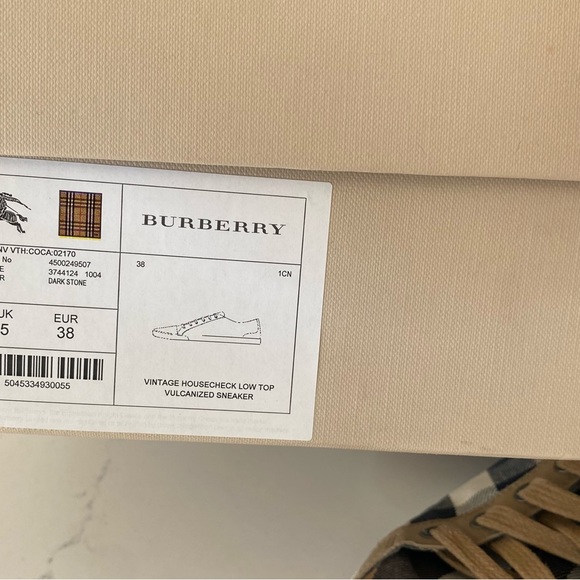 BURBERRY
NV VTH:COCA:02170
No 4500249507
E 3744124 1004
R DARK STONE
38 1CN
UK EUR
5 38
5045334930055
VINTAGE HOUSECHECK LOW TOP
VULCANIZED SNEAKER